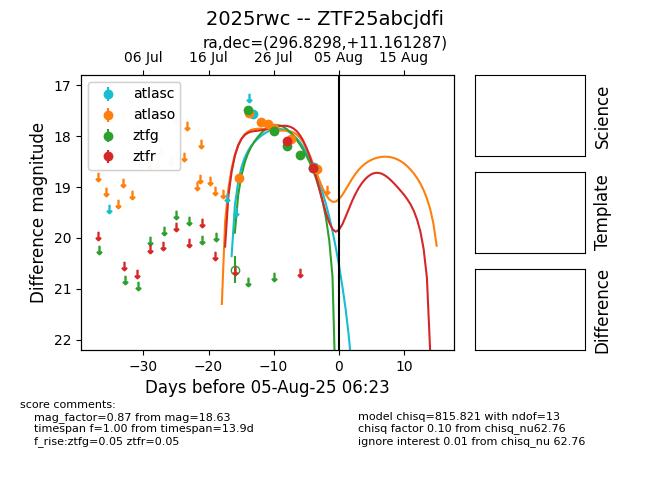 2025rwc -- ZTF25abcjdfi
ra,dec=(296.8298,+11.161287)
06 Jul 16 Jul 26 Jul 05 Aug 15 Aug
atlasc
atlaso
ztfg
ztfr
17
18
19
20
21
22
Difference magnitude
−30 −20 −10 0 10
Days before 05-Aug-25 06:23
Science
Template
Difference
score comments:
mag_factor=0.87 from mag=18.63
timespan f=1.00 from timespan=13.9d
f_rise:ztfg=0.05 ztfr=0.05
model chisq=815.821 with ndof=13
chisq factor 0.10 from chisq_nu62.76
ignore interest 0.01 from chisq_nu 62.76